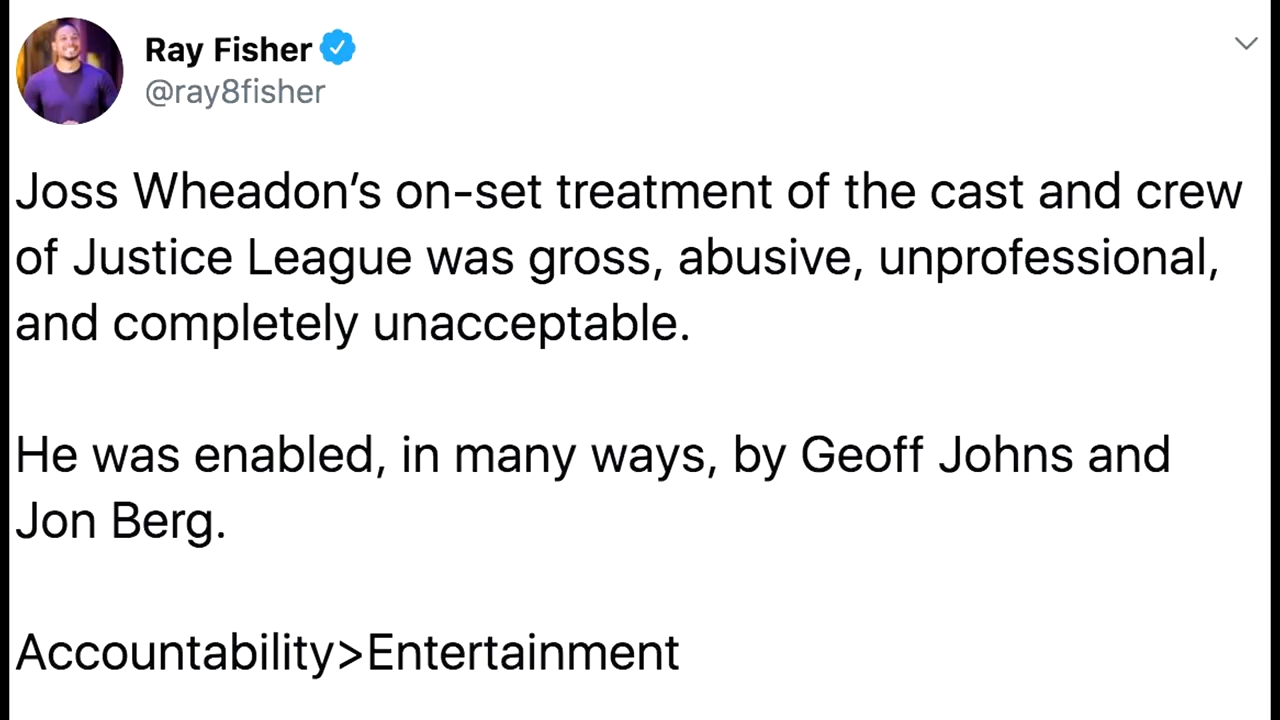 Ray Fisher
@ray8fisher
Joss Wheadon’s on-set treatment of the cast and crew
of Justice League was gross, abusive, unprofessional,
and completely unacceptable.
He was enabled, in many ways, by Geoff Johns and
Jon Berg.
Accountability>Entertainment